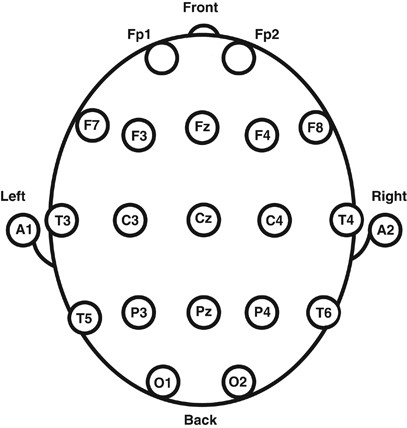 Front
Fp1 Fp2
F7 F3 Fz F4 F8
Left Right
A1 T3 C3 Cz C4 T4 A2
T5 P3 Pz P4 T6
O1 O2
Back